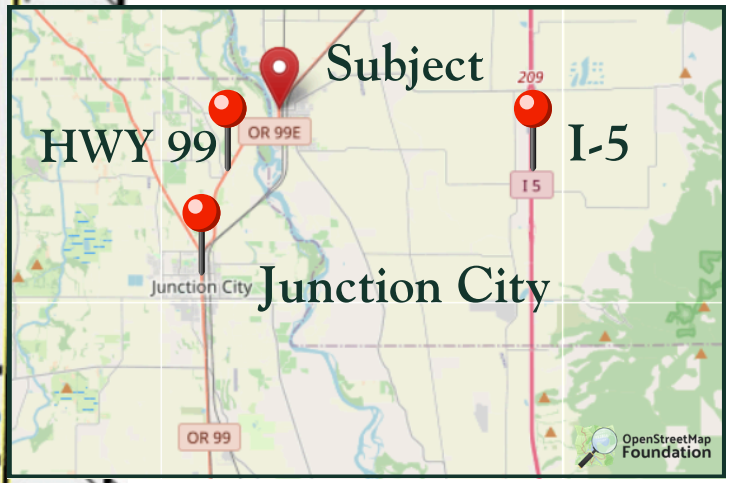 Subject
209
HWY 99
OR 99E
I-5
I 5
Junction City
Junction City
OR 99
OpenStreetMap
Foundation